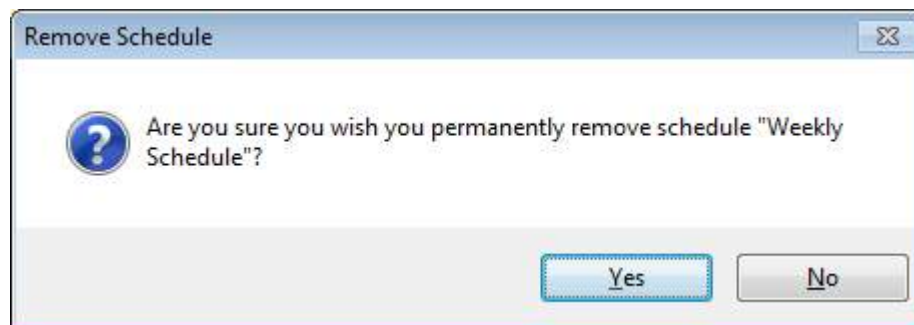 Remove Schedule
Are you sure you wish you permanently remove schedule "Weekly
Schedule"?
Yes
No